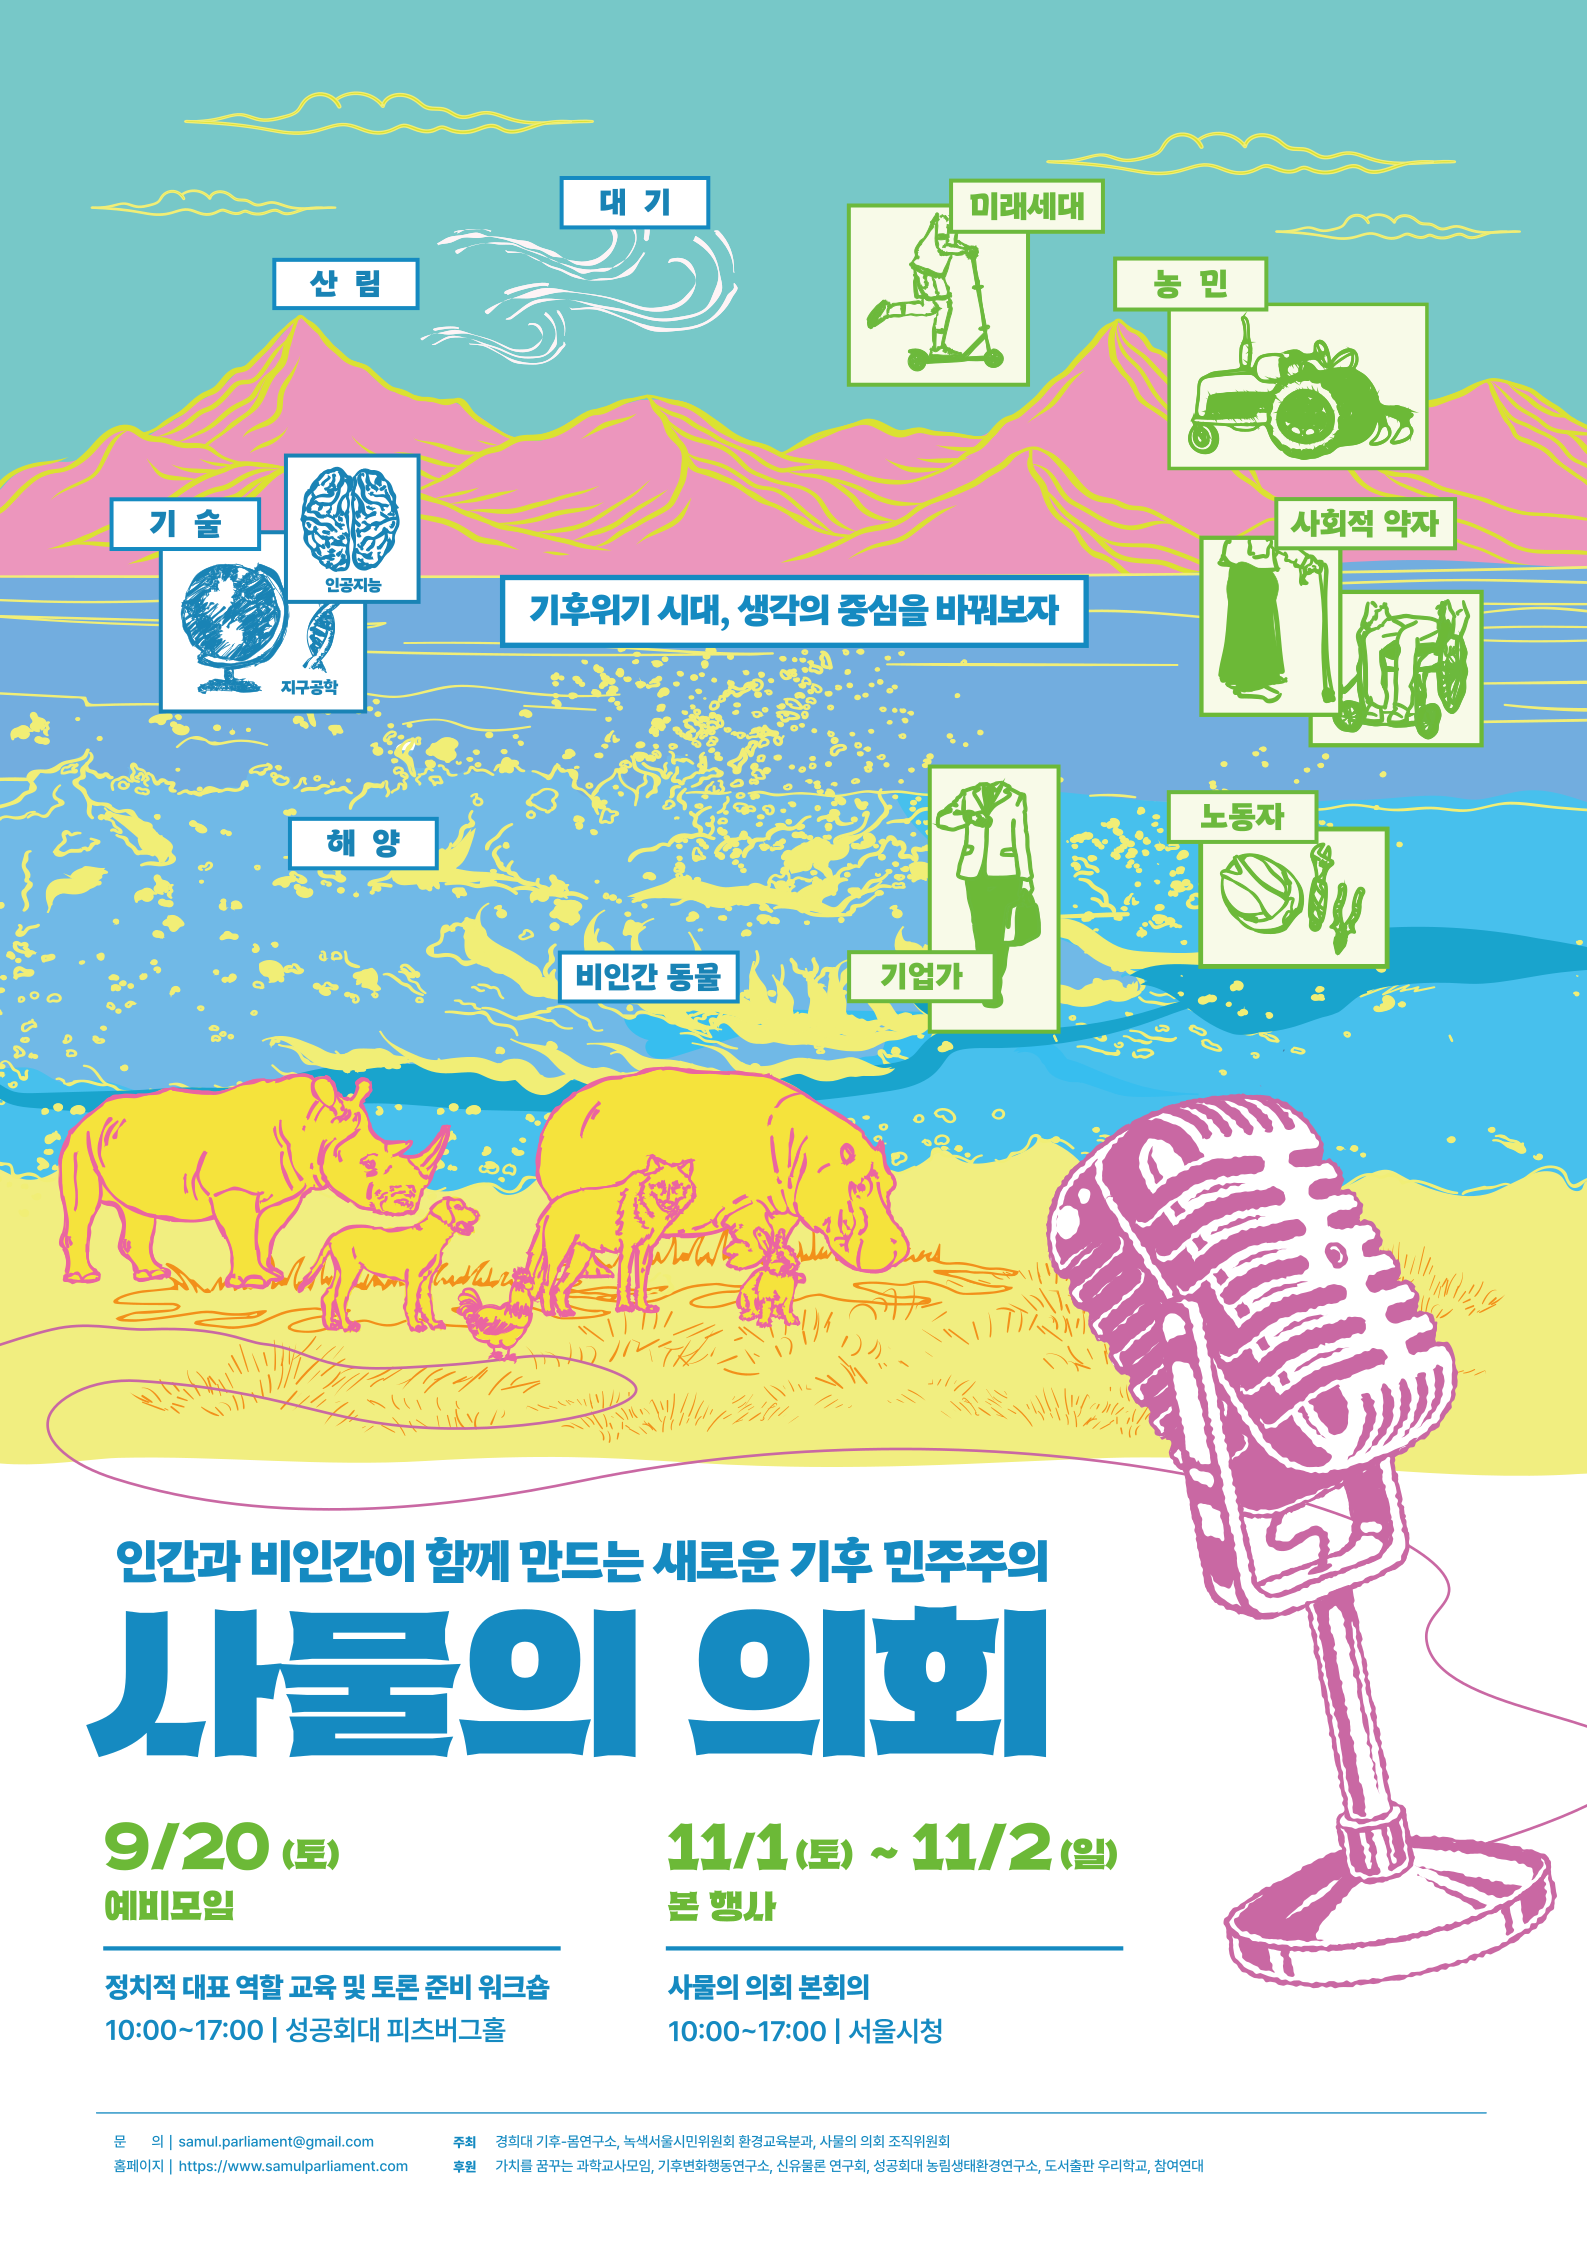 대 기
미래세대
산 림
농 민
기 술
인공지능
지구공학
사회적 약자
기후위기 시대, 생각의 중심을 바꿔보자
해 양
노동자
비인간 동물
기업가
인간과 비인간이 함께 만드는 새로운 기후 민주주의
사물의 의회
9/20 (토)
예비모임
정치적 대표 역할 교육 및 토론 준비 워크숍
10:00~17:00 | 성공회대 피츠버그홀
11/1 (토) ~ 11/2 (일)
본 행사
사물의 의회 본회의
10:00~17:00 | 서울시청
문 의 | samul.parliament@gmail.com
홈페이지 | https://www.samulparliament.com
주최 경희대 기후-몸연구소, 녹색서울시민위원회 환경교육분과, 사물의 의회 조직위원회
후원 가치를 꿈꾸는 과학교사모임, 기후변화행동연구소, 신유물론 연구회, 성공회대 농림생태환경연구소, 도서출판 우리학교, 참여연대